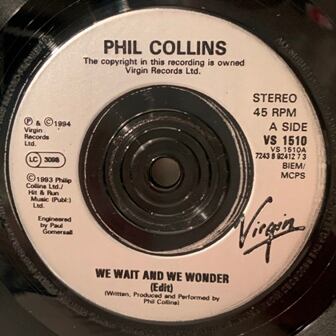 PHIL COLLINS
The copyright in this recording is owned
Virgin Records Ltd.
℗ & © 1994
Virgin
Records Ltd.
LC 3098
©1993 Philip
Collins Ltd./
Hit & Run
Music (Publ.)
Ltd
Engineered by
Paul
Gomersall
STEREO
45 RPM
A SIDE
VS 1510
VS 1510A
7243 8 92412 7 3
BIEM/
MCPS
Virgin
WE WAIT AND WE WONDER
(Edit)
(Written, Produced and Performed by
Phil Collins)